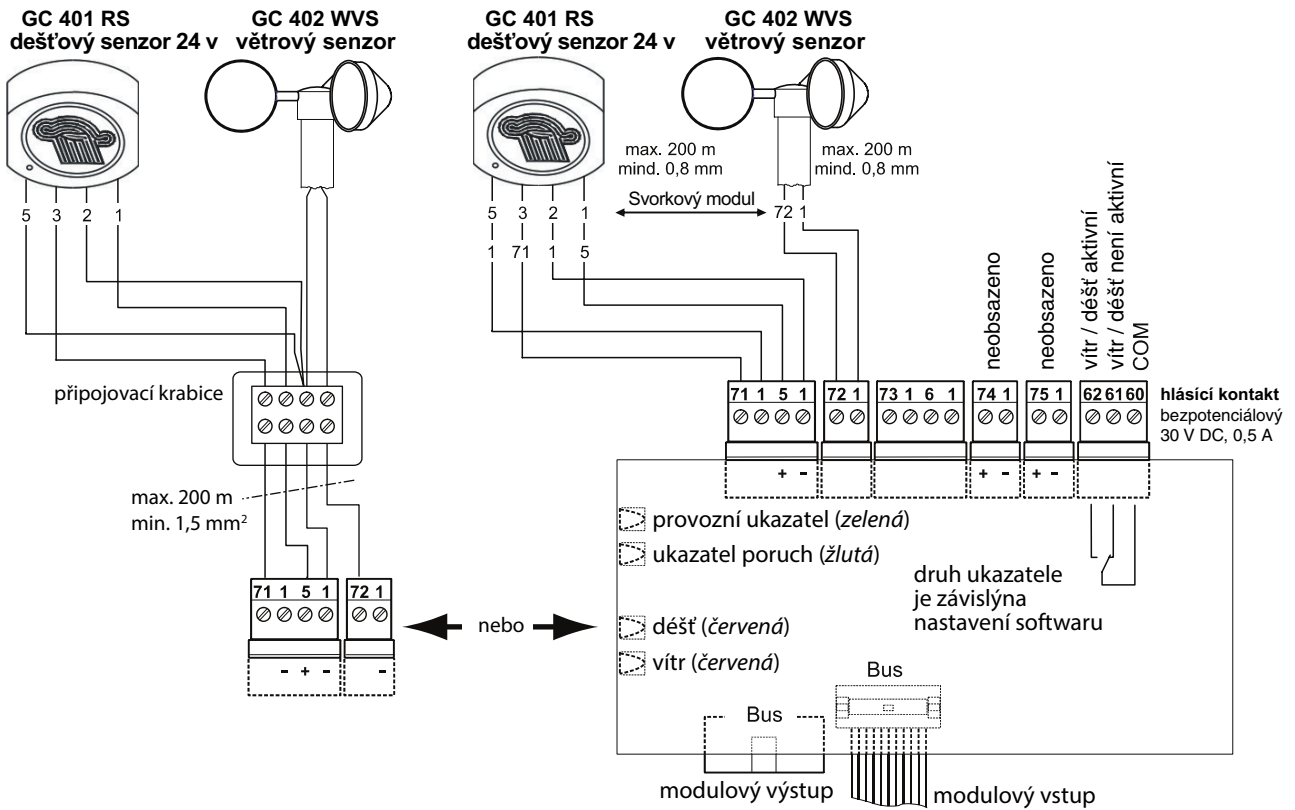 GC 401 RS
dešťový senzor 24 v
GC 402 WVS
větrový senzor
GC 401 RS
dešťový senzor 24 v
GC 402 WVS
větrový senzor
max. 200 m
mind. 0,8 mm
max. 200 m
mind. 0,8 mm
Svorkový modul
5 3 2 1
5 3 2 1
72 1
1 71 1 5
připojovací krabice
max. 200 m
min. 1,5 mm²
neobsazeno
neobsazeno
vítr / déšť aktivní
vítr / déšť není aktivní
COM
71 1 5 1
72 1
73 1 6 1
74 1
75 1
62 61 60
hlásící kontakt
bezpotenciálový
30 V DC, 0,5 A
+ -
+ -
+ -
provozní ukazatel (zelená)
ukazatel poruch (žlutá)
druh ukazatele
je závislýna
nastavení softwaru
71 1 5 1
72 1
- + -
-
nebo
déšť (červená)
vítr (červená)
Bus
Bus
modulový výstup
modulový vstup